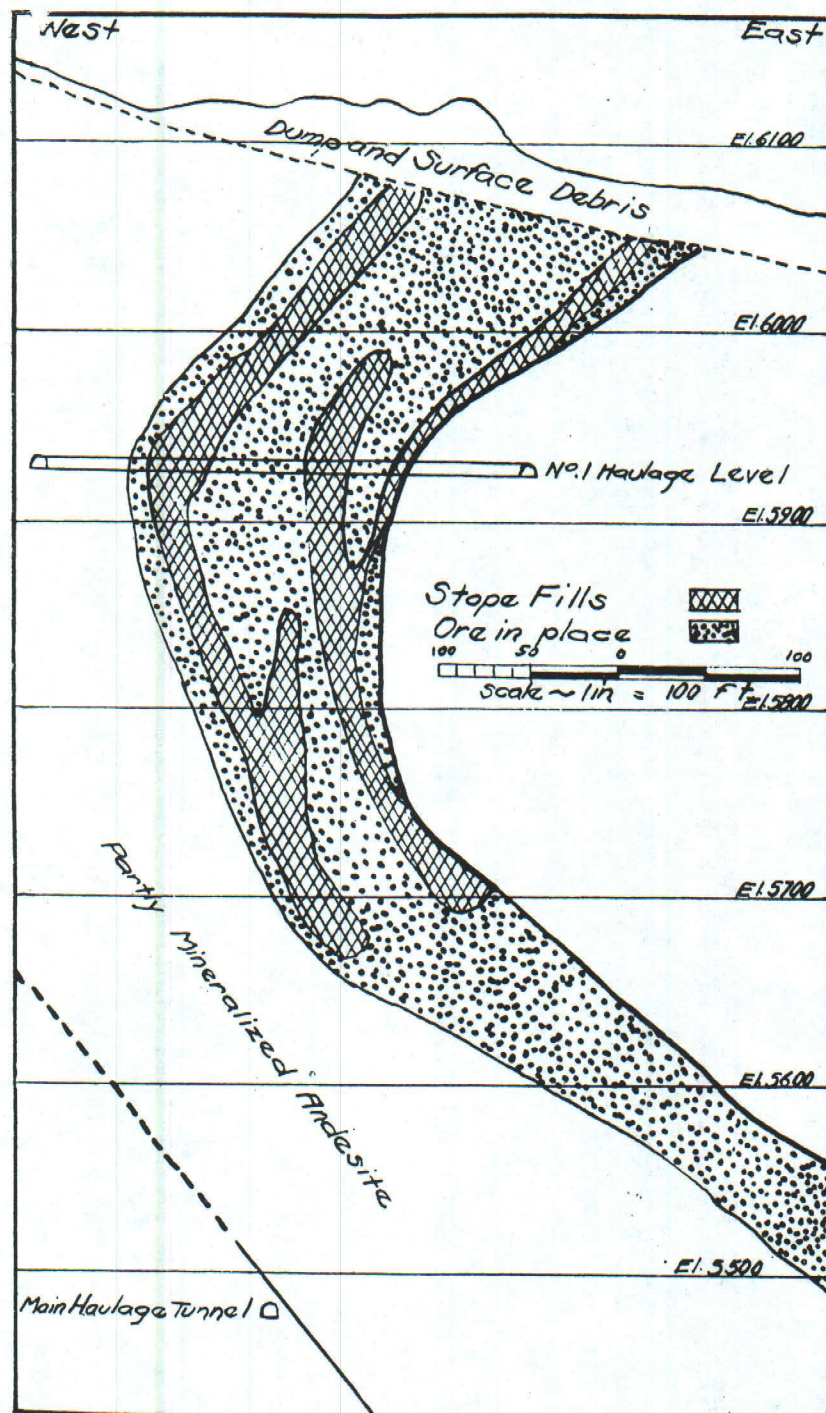 West East
Dump and Surface Debris
El.6100
El.6000
No.1 Haulage Level
El.5900
Stope Fills
Ore in place
100 50 0 100
Scale ~ 1in = 100 Ft.
El.5800
El.5700
Partly Mineralized Andesite
El.5600
El.5500
Main Haulage Tunnel